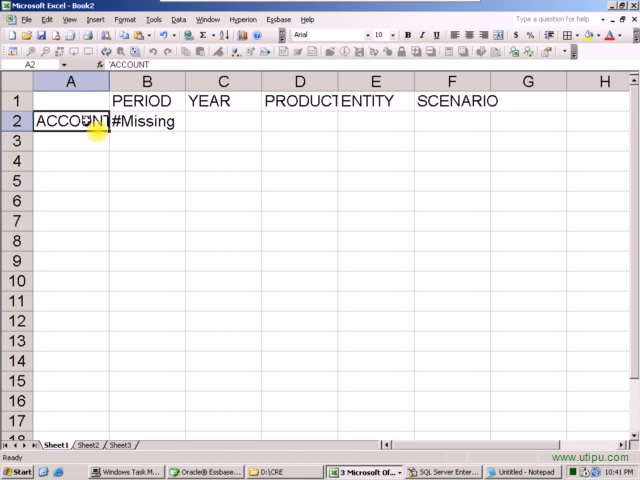 Microsoft Excel - Book2
File Edit View Insert Format Tools Data Window Hyperion Essbase Help
Type a question for help
Arial 10 B I U
A2 fx 'ACCOUNT
A B C D E F G H
1 PERIOD YEAR PRODUCT ENTITY SCENARIO
2 ACCOUNT #Missing
3
4
5
6
7
8
9
10
11
12
13
14
15
16
17
18
Sheet1 Sheet2 Sheet3
Ready
www.utipu.com
Start Windows Task M... Oracle® Essbase... D:\CRE 3 Microsoft Of... SQL Server Enter... Untitled - Notepad 10:41 PM